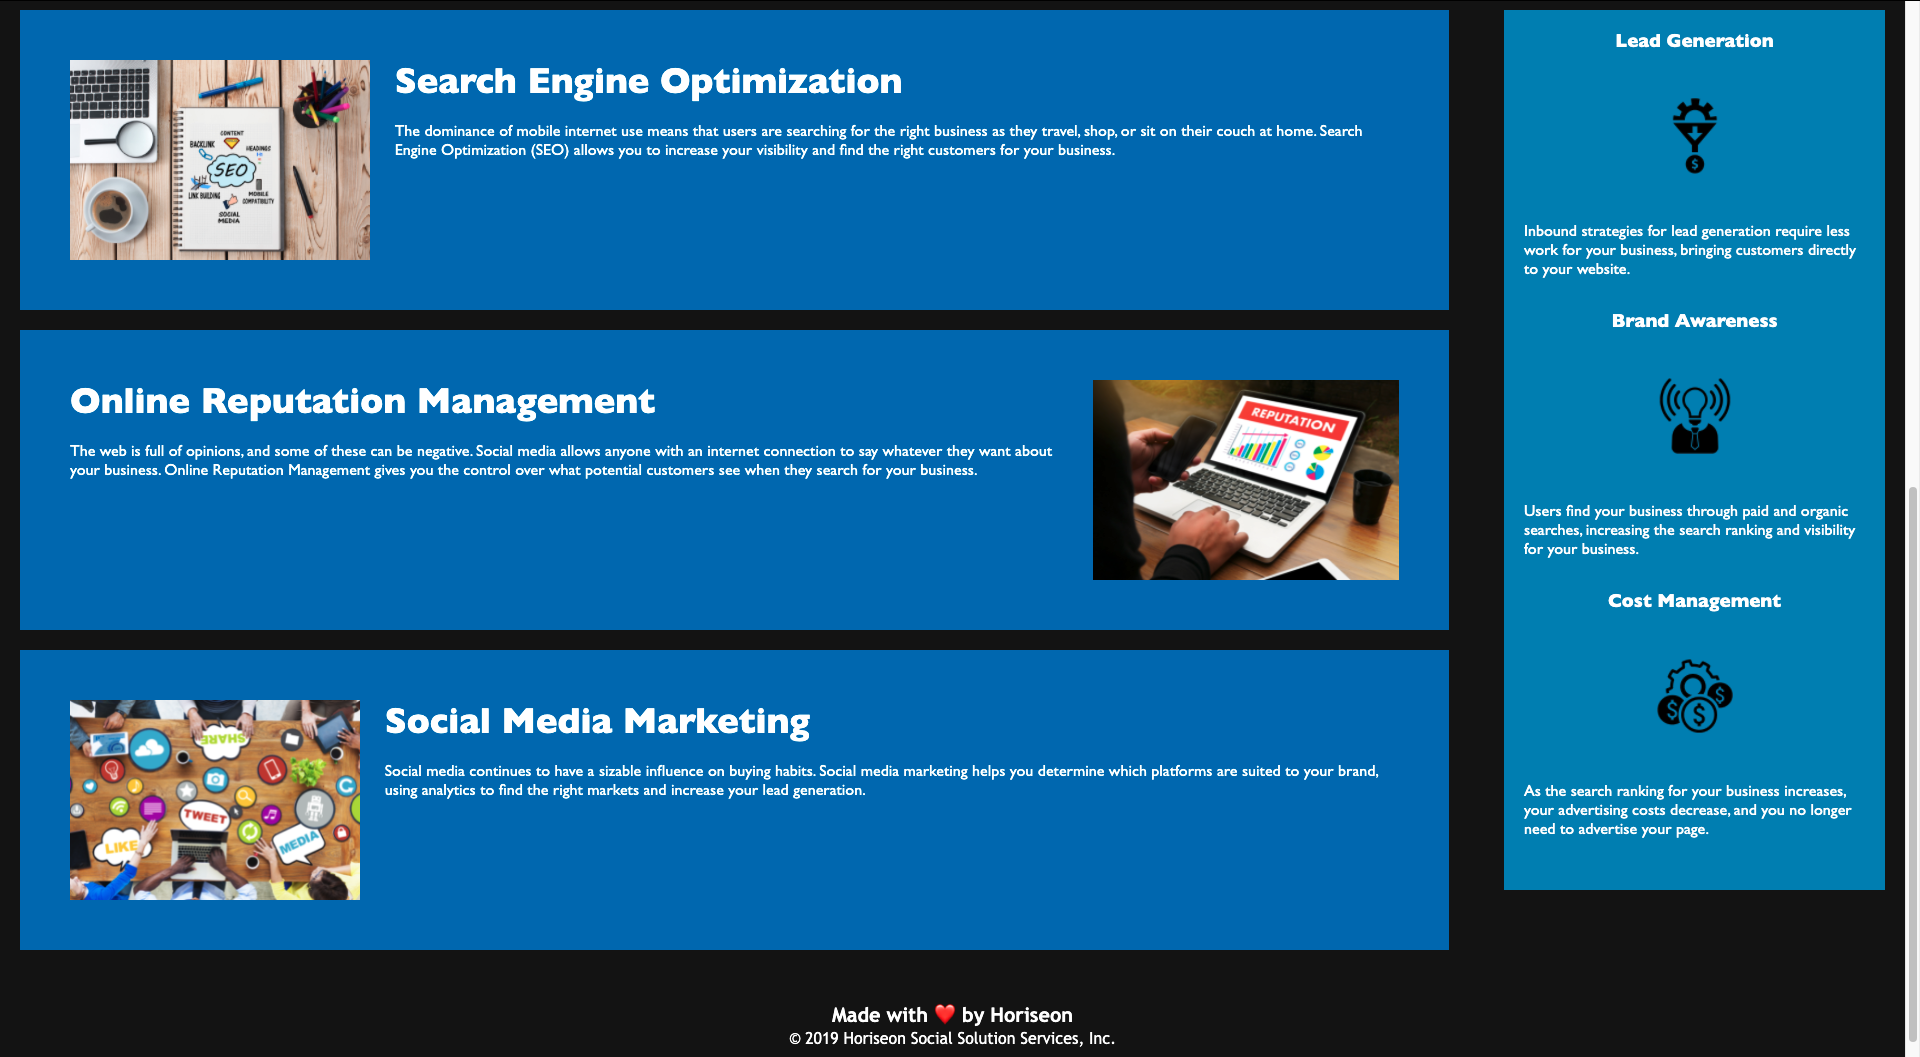 Search Engine Optimization
The dominance of mobile internet use means that users are searching for the right business as they travel, shop, or sit on their couch at home. Search
Engine Optimization (SEO) allows you to increase your visibility and find the right customers for your business.
CONTENT
BACKLINK
HEADINGS
SEO
LINK BUILDING
MOBILE
COMPATIBILITY
SOCIAL
MEDIA
Online Reputation Management
The web is full of opinions, and some of these can be negative. Social media allows anyone with an internet connection to say whatever they want about
your business. Online Reputation Management gives you the control over what potential customers see when they search for your business.
REPUTATION
Social Media Marketing
Social media continues to have a sizable influence on buying habits. Social media marketing helps you determine which platforms are suited to your brand,
using analytics to find the right markets and increase your lead generation.
SHARE
TWEET
LIKE
MEDIA
Lead Generation
$
Inbound strategies for lead generation require less
work for your business, bringing customers directly
to your website.
Brand Awareness
Users find your business through paid and organic
searches, increasing the search ranking and visibility
for your business.
Cost Management
$
$ $
As the search ranking for your business increases,
your advertising costs decrease, and you no longer
need to advertise your page.
Made with ❤️ by Horiseon
© 2019 Horiseon Social Solution Services, Inc.